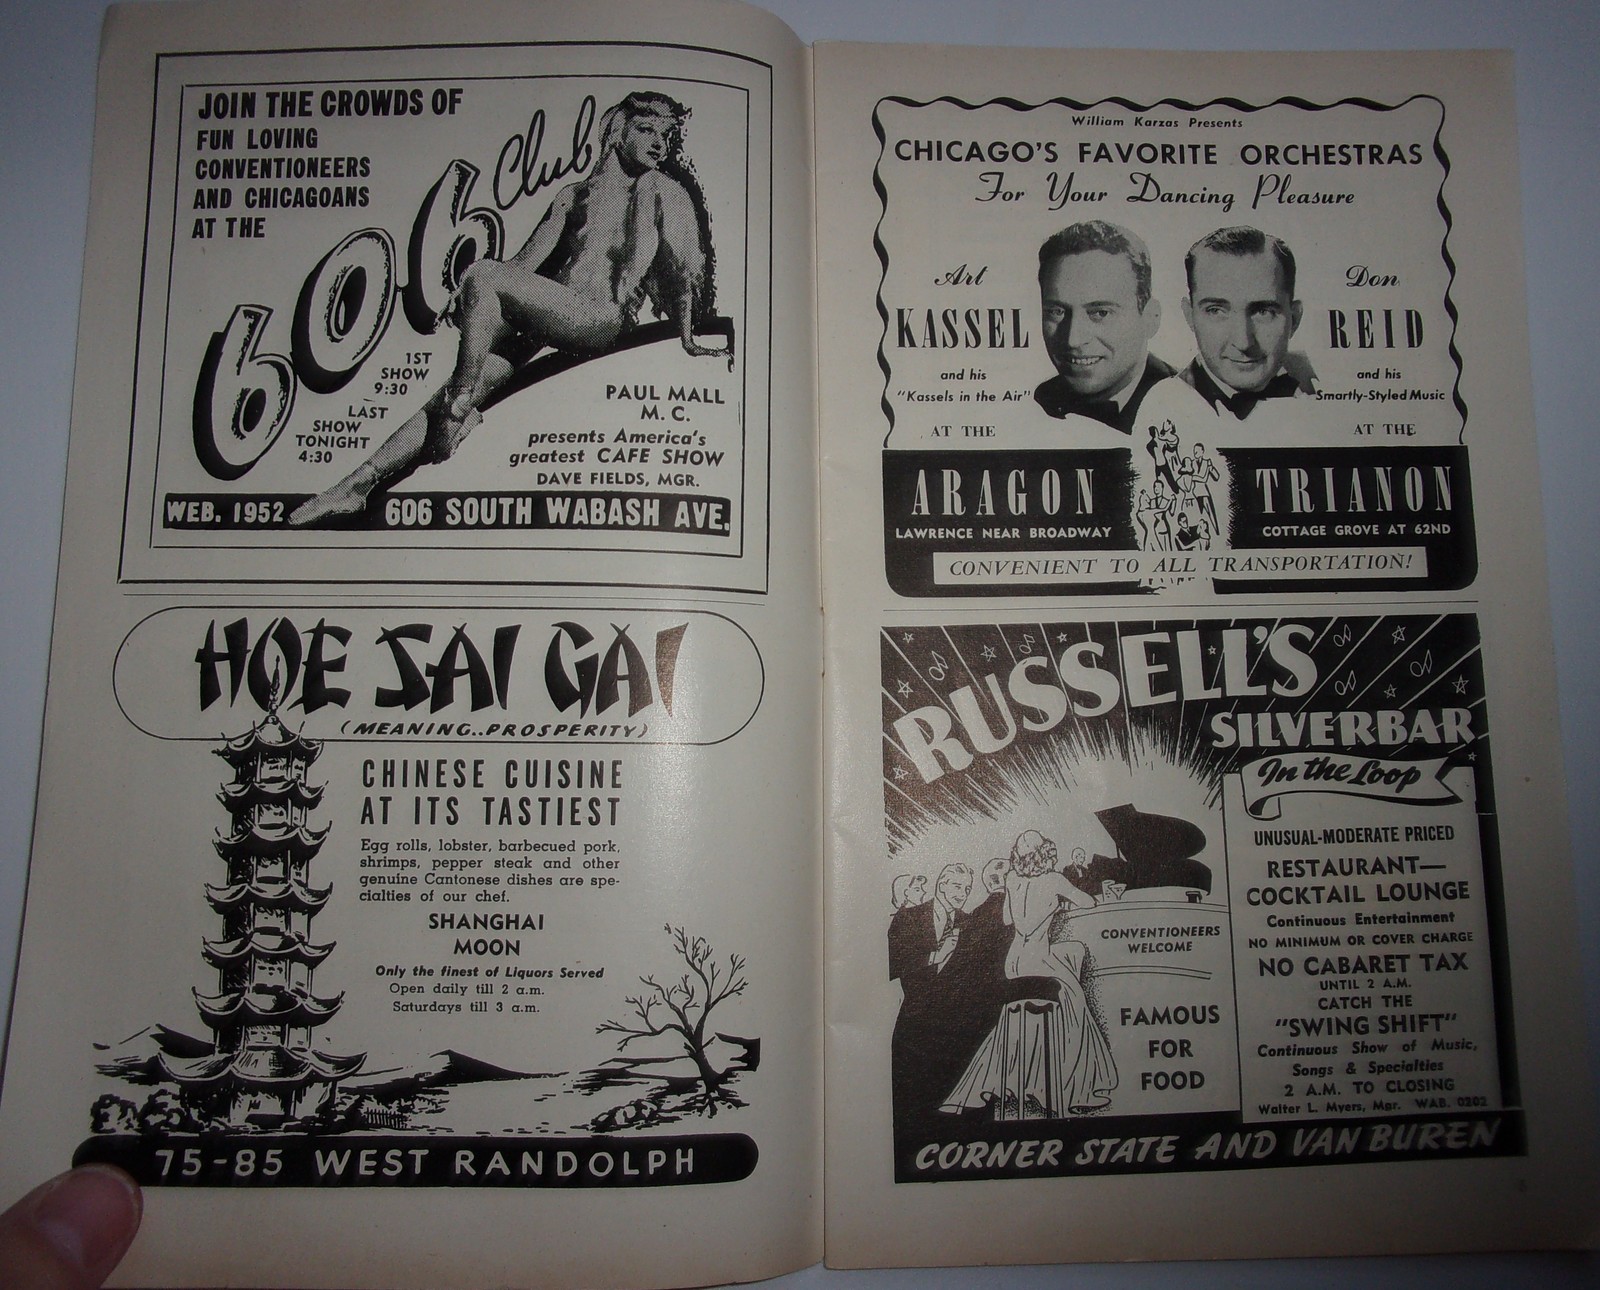 JOIN THE CROWDS OF
FUN LOVING
CONVENTIONEERS
AND CHICAGOANS
AT THE
606 Club
1ST
SHOW
9:30
LAST
SHOW
TONIGHT
4:30
PAUL MALL
M. C.
presents America's
greatest CAFE SHOW
DAVE FIELDS, MGR.
WEB. 1952
606 SOUTH WABASH AVE.
HOE SAI GAI
(MEANING..PROSPERITY)
CHINESE CUISINE
AT ITS TASTIEST
Egg rolls, lobster, barbecued pork,
shrimps, pepper steak and other
genuine Cantonese dishes are spe-
cialties of our chef.
SHANGHAI
MOON
Only the finest of Liquors Served
Open daily till 2 a.m.
Saturdays till 3 a.m.
75-85 WEST RANDOLPH
William Karzas Presents
CHICAGO'S FAVORITE ORCHESTRAS
For Your Dancing Pleasure
Art
KASSEL
and his
"Kassels in the Air"
AT THE
ARAGON
LAWRENCE NEAR BROADWAY
Don
REID
and his
Smartly-Styled Music
AT THE
TRIANON
COTTAGE GROVE AT 62ND
CONVENIENT TO ALL TRANSPORTATION!
RUSSELL'S
SILVERBAR
In the Loop
UNUSUAL-MODERATE PRICED
RESTAURANT—
COCKTAIL LOUNGE
Continuous Entertainment
NO MINIMUM OR COVER CHARGE
NO CABARET TAX
UNTIL 2 A.M.
CATCH THE
"SWING SHIFT"
Continuous Show of Music,
Songs & Specialties
2 A.M. TO CLOSING
Walter L. Myers, Mgr. WAB. 0202
CONVENTIONEERS
WELCOME
FAMOUS
FOR
FOOD
CORNER STATE AND VAN BUREN